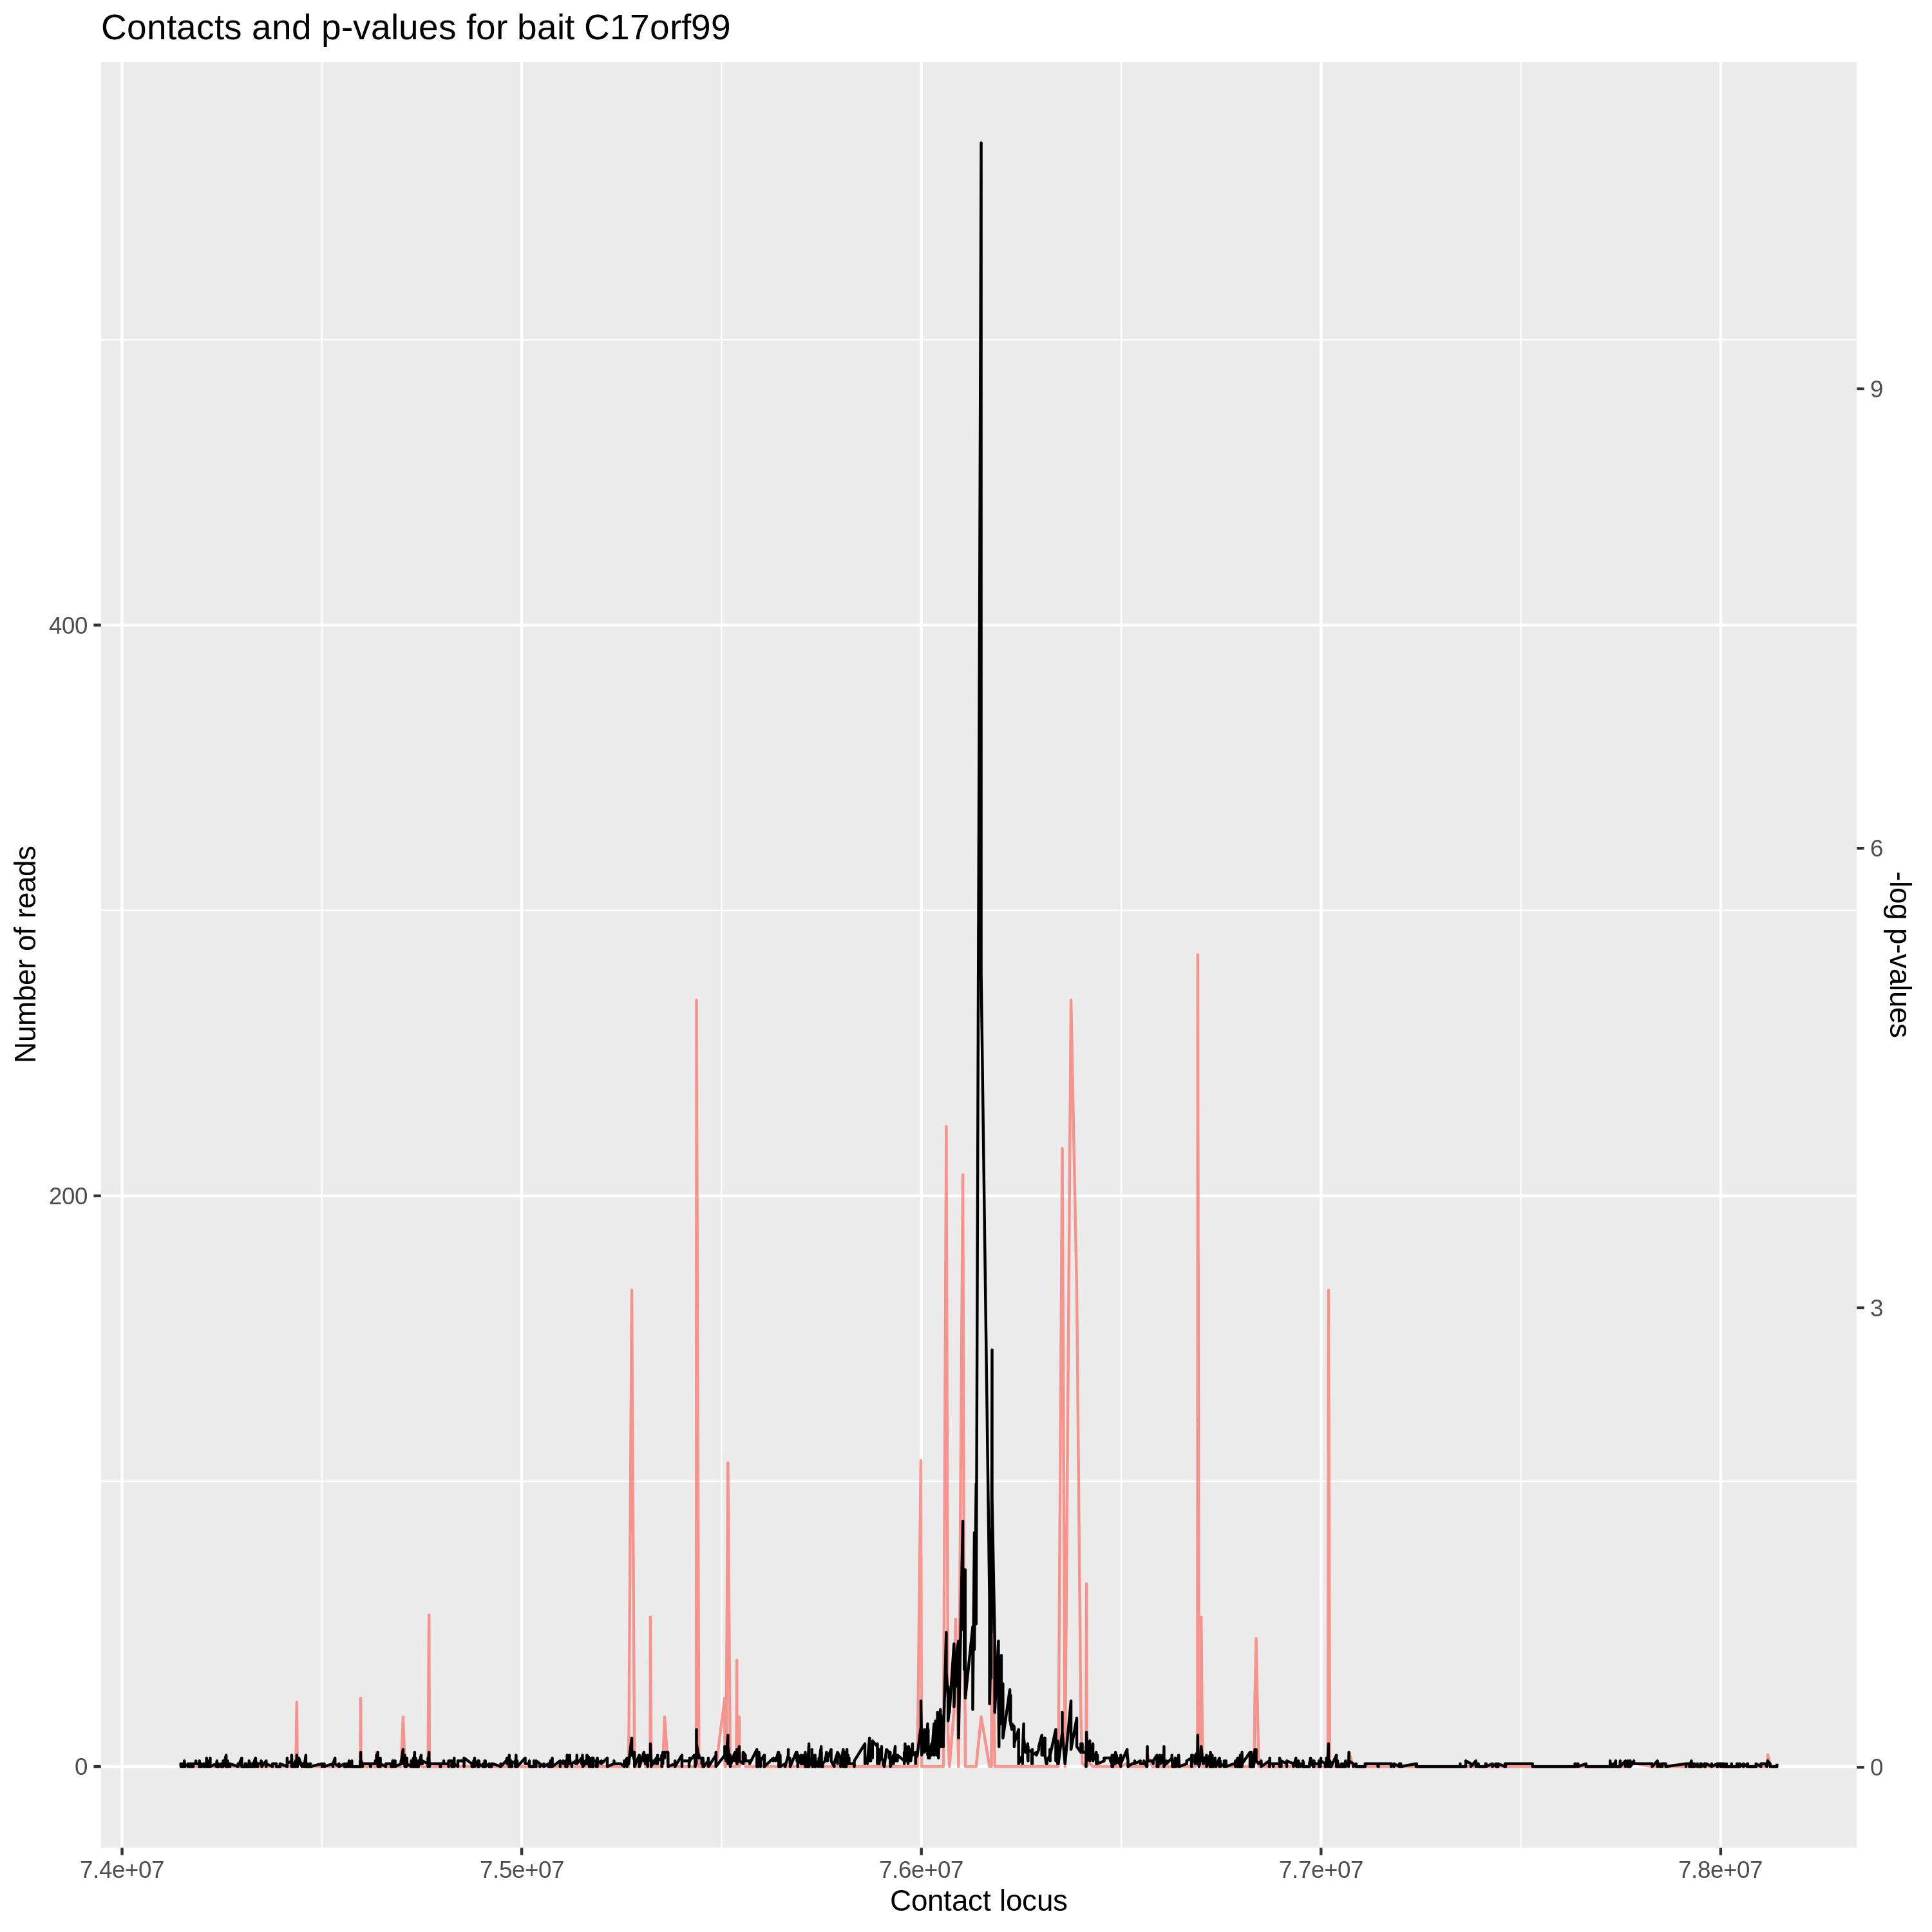 Contacts and p-values for bait C17orf99
400
200
0
Number of reads
9
6
3
0
-log p-values
7.4e+07
7.5e+07
7.6e+07
7.7e+07
7.8e+07
Contact locus